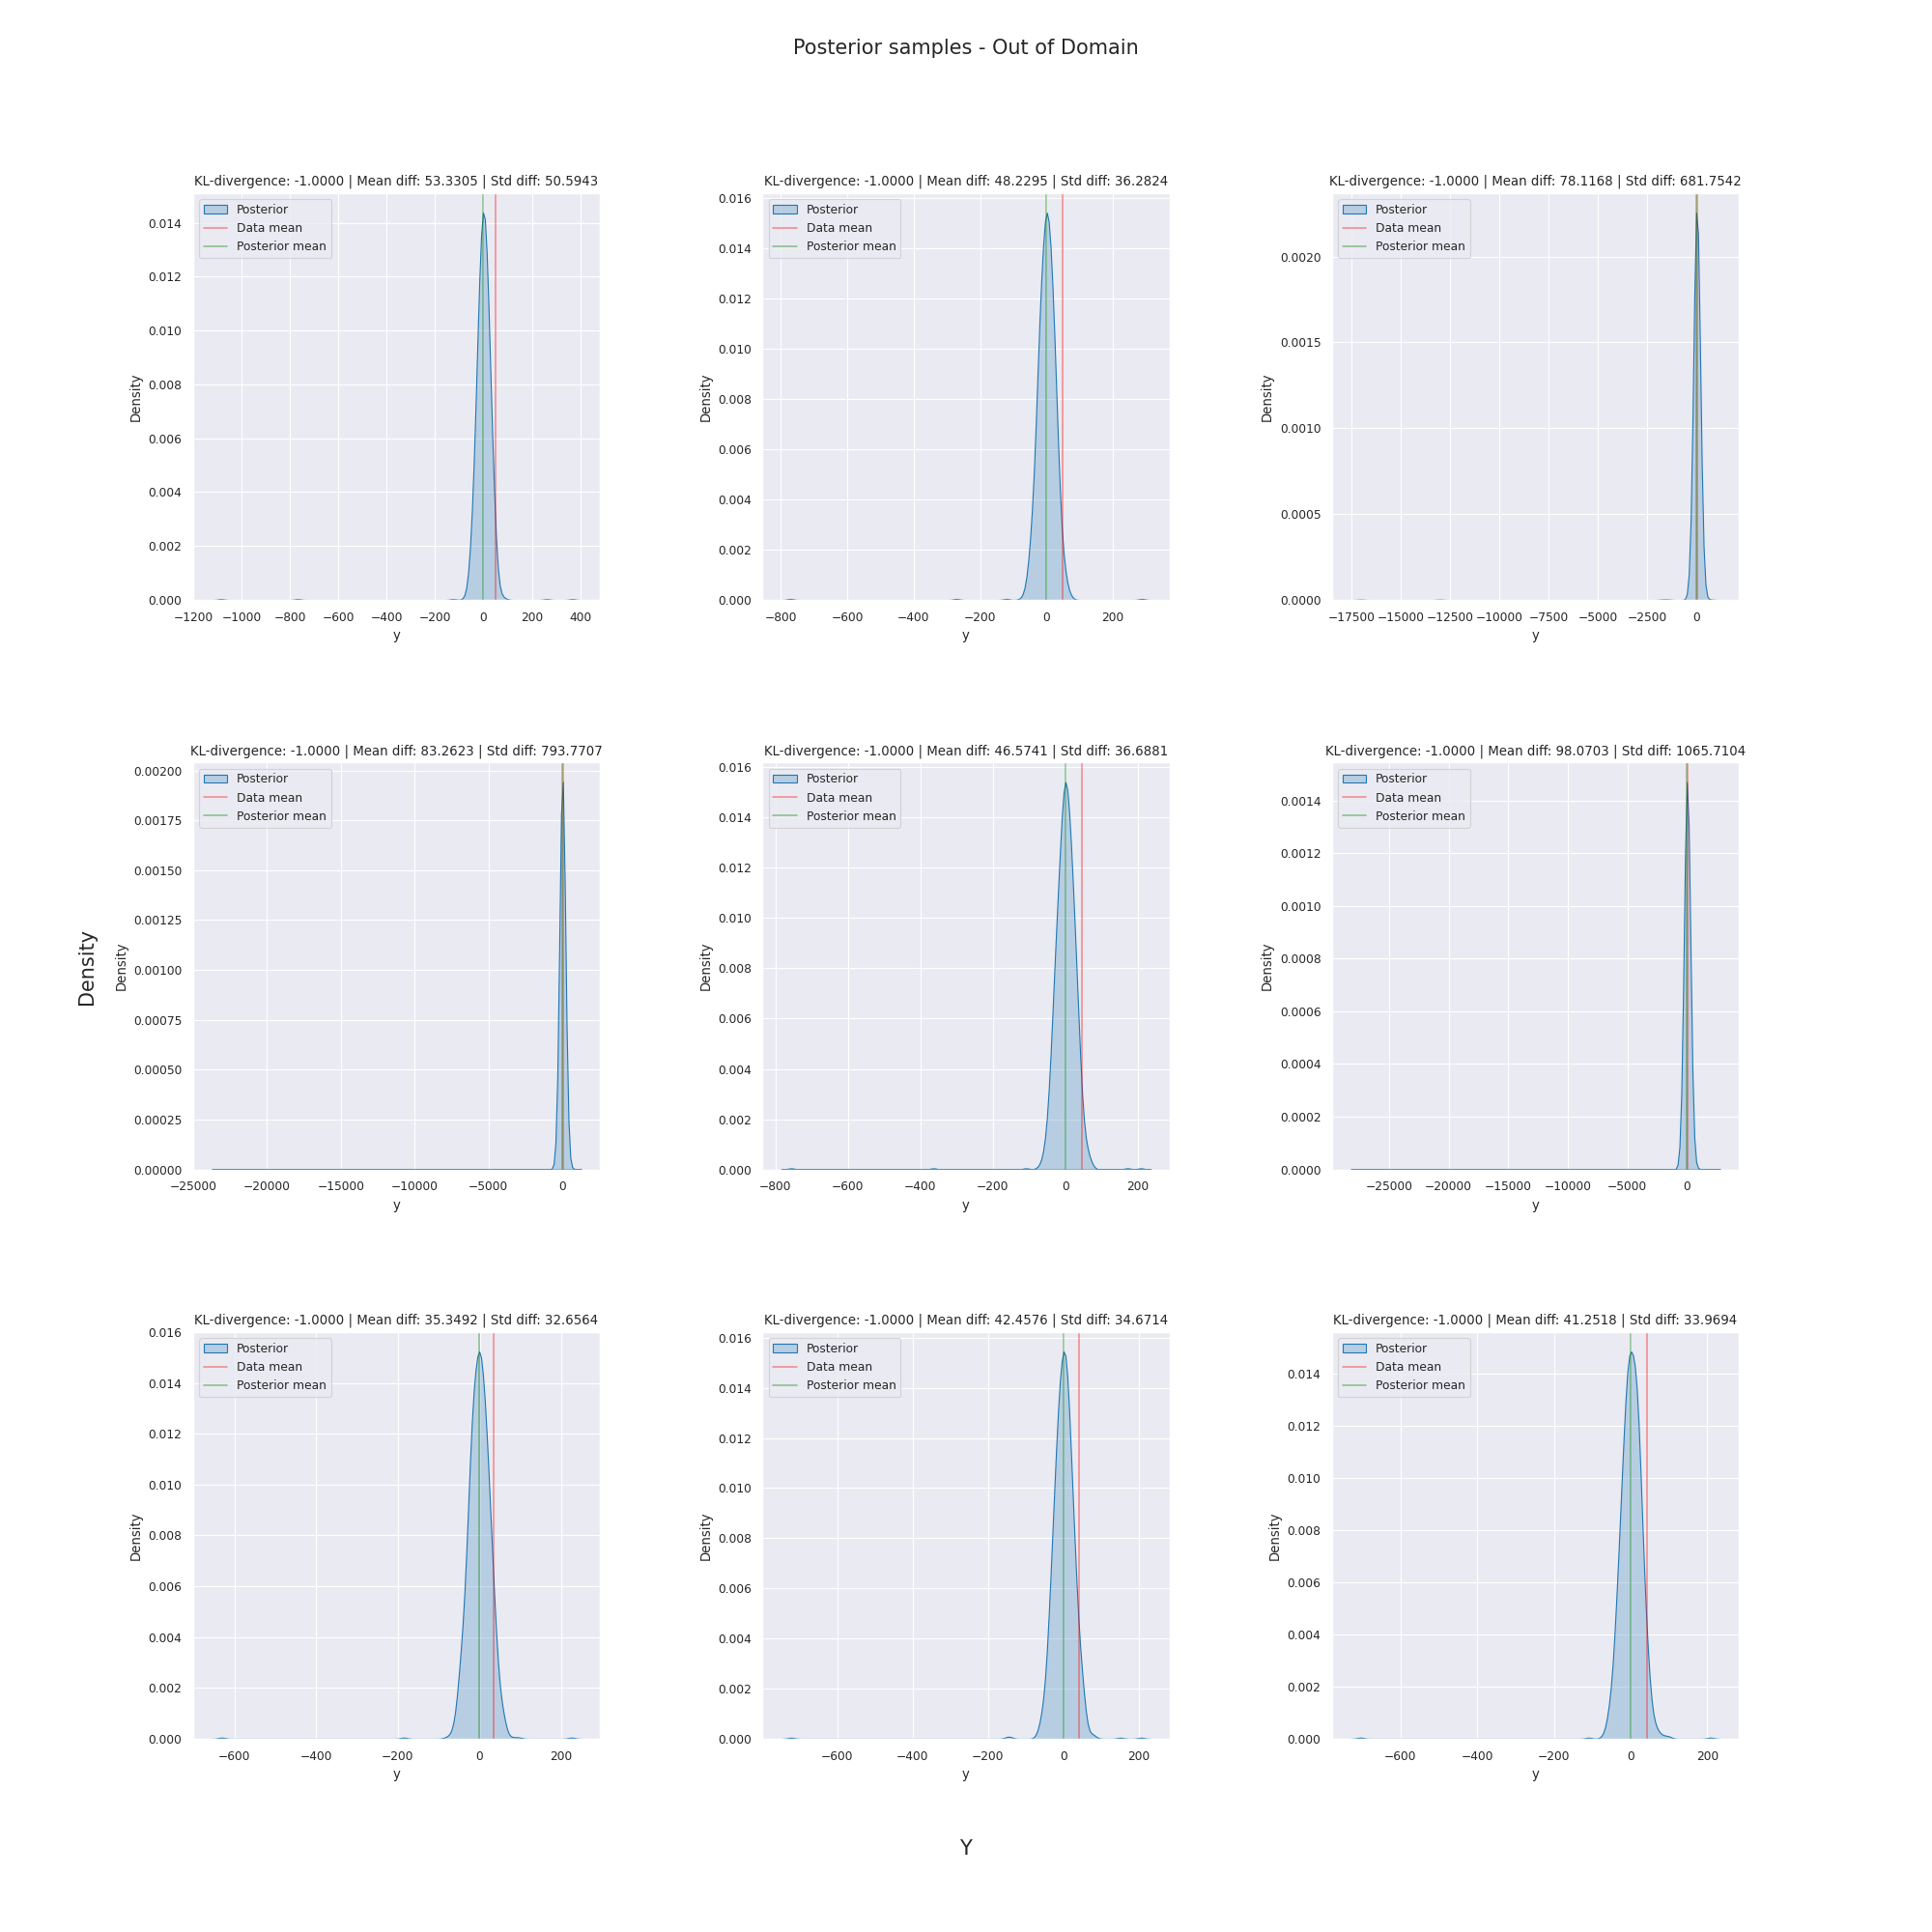 Posterior samples - Out of Domain
KL-divergence: -1.0000 | Mean diff: 53.3305 | Std diff: 50.5943
Posterior
Data mean
Posterior mean
0.014
0.012
0.010
0.008
0.006
0.004
0.002
0.000
Density
−1200 −1000 −800 −600 −400 −200 0 200 400
y
KL-divergence: -1.0000 | Mean diff: 48.2295 | Std diff: 36.2824
Posterior
Data mean
Posterior mean
0.016
0.014
0.012
0.010
0.008
0.006
0.004
0.002
0.000
Density
−800 −600 −400 −200 0 200
y
KL-divergence: -1.0000 | Mean diff: 78.1168 | Std diff: 681.7542
Posterior
Data mean
Posterior mean
0.0020
0.0015
0.0010
0.0005
0.0000
Density
−17500 −15000 −12500 −10000 −7500 −5000 −2500 0
y
KL-divergence: -1.0000 | Mean diff: 83.2623 | Std diff: 793.7707
Posterior
Data mean
Posterior mean
0.00200
0.00175
0.00150
0.00125
0.00100
0.00075
0.00050
0.00025
0.00000
Density
Density
−25000 −20000 −15000 −10000 −5000 0
y
KL-divergence: -1.0000 | Mean diff: 46.5741 | Std diff: 36.6881
Posterior
Data mean
Posterior mean
0.016
0.014
0.012
0.010
0.008
0.006
0.004
0.002
0.000
Density
−800 −600 −400 −200 0 200
y
KL-divergence: -1.0000 | Mean diff: 98.0703 | Std diff: 1065.7104
Posterior
Data mean
Posterior mean
0.0014
0.0012
0.0010
0.0008
0.0006
0.0004
0.0002
0.0000
Density
−25000 −20000 −15000 −10000 −5000 0
y
KL-divergence: -1.0000 | Mean diff: 35.3492 | Std diff: 32.6564
Posterior
Data mean
Posterior mean
0.016
0.014
0.012
0.010
0.008
0.006
0.004
0.002
0.000
Density
−600 −400 −200 0 200
y
KL-divergence: -1.0000 | Mean diff: 42.4576 | Std diff: 34.6714
Posterior
Data mean
Posterior mean
0.016
0.014
0.012
0.010
0.008
0.006
0.004
0.002
0.000
Density
−600 −400 −200 0 200
y
KL-divergence: -1.0000 | Mean diff: 41.2518 | Std diff: 33.9694
Posterior
Data mean
Posterior mean
0.014
0.012
0.010
0.008
0.006
0.004
0.002
0.000
Density
−600 −400 −200 0 200
y
Y